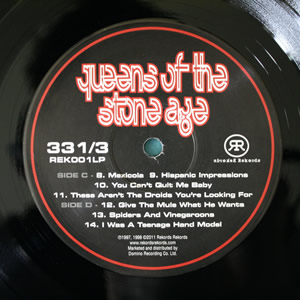 queens of the
stone age
33 1/3
REK001LP
RR
Rekords Rekords
SIDE C - 8. Mexicola 9. Hispanic Impressions
10. You Can't Quit Me Baby
11. These Aren't The Droids You're Looking For
SIDE D - 12. Give The Mule What He Wants
13. Spiders And Vinegaroons
14. I Was A Teenage Hand Model
℗1997, 1998 ©2011 Rekords Rekords
www.rekordsrekords.com
Marketed and distributed by
Domino Recording Co. Ltd.